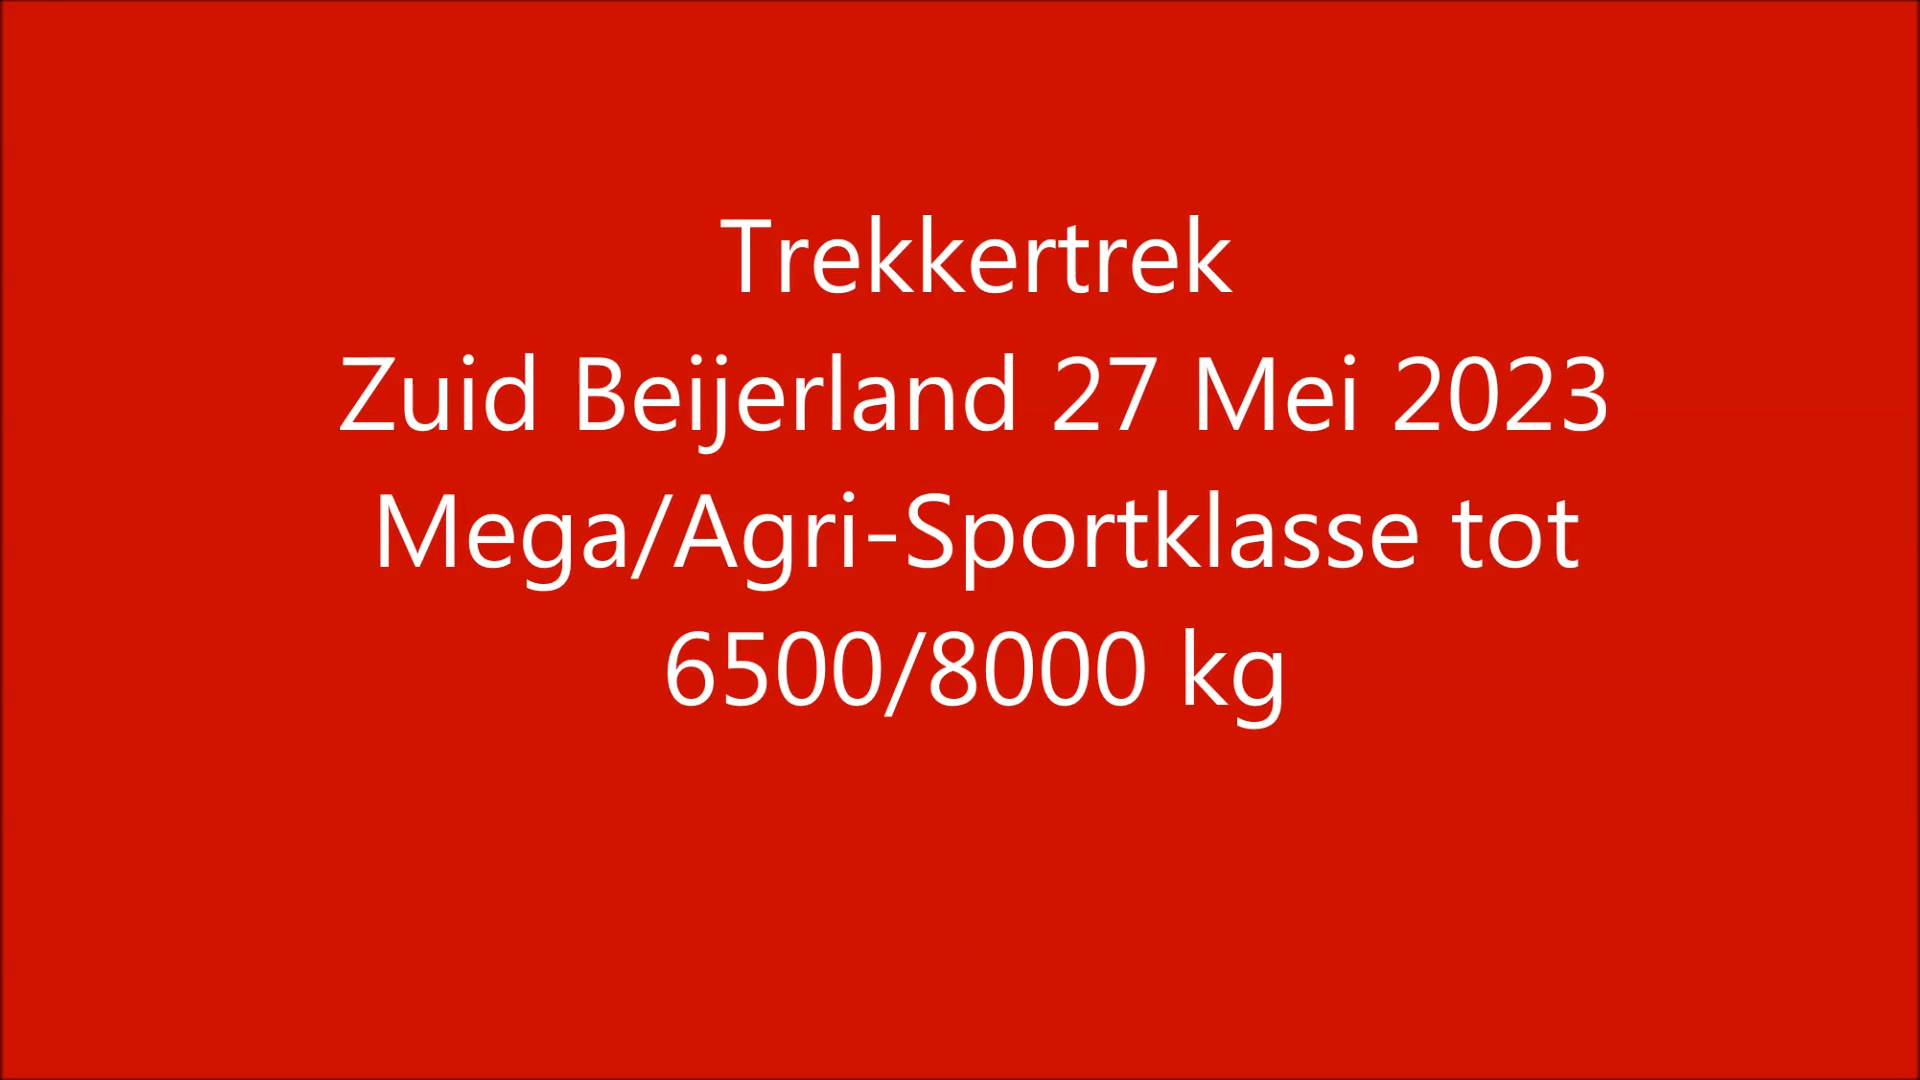 Trekkertrek
Zuid Beijerland 27 Mei 2023
Mega/Agri-Sportklasse tot
6500/8000 kg